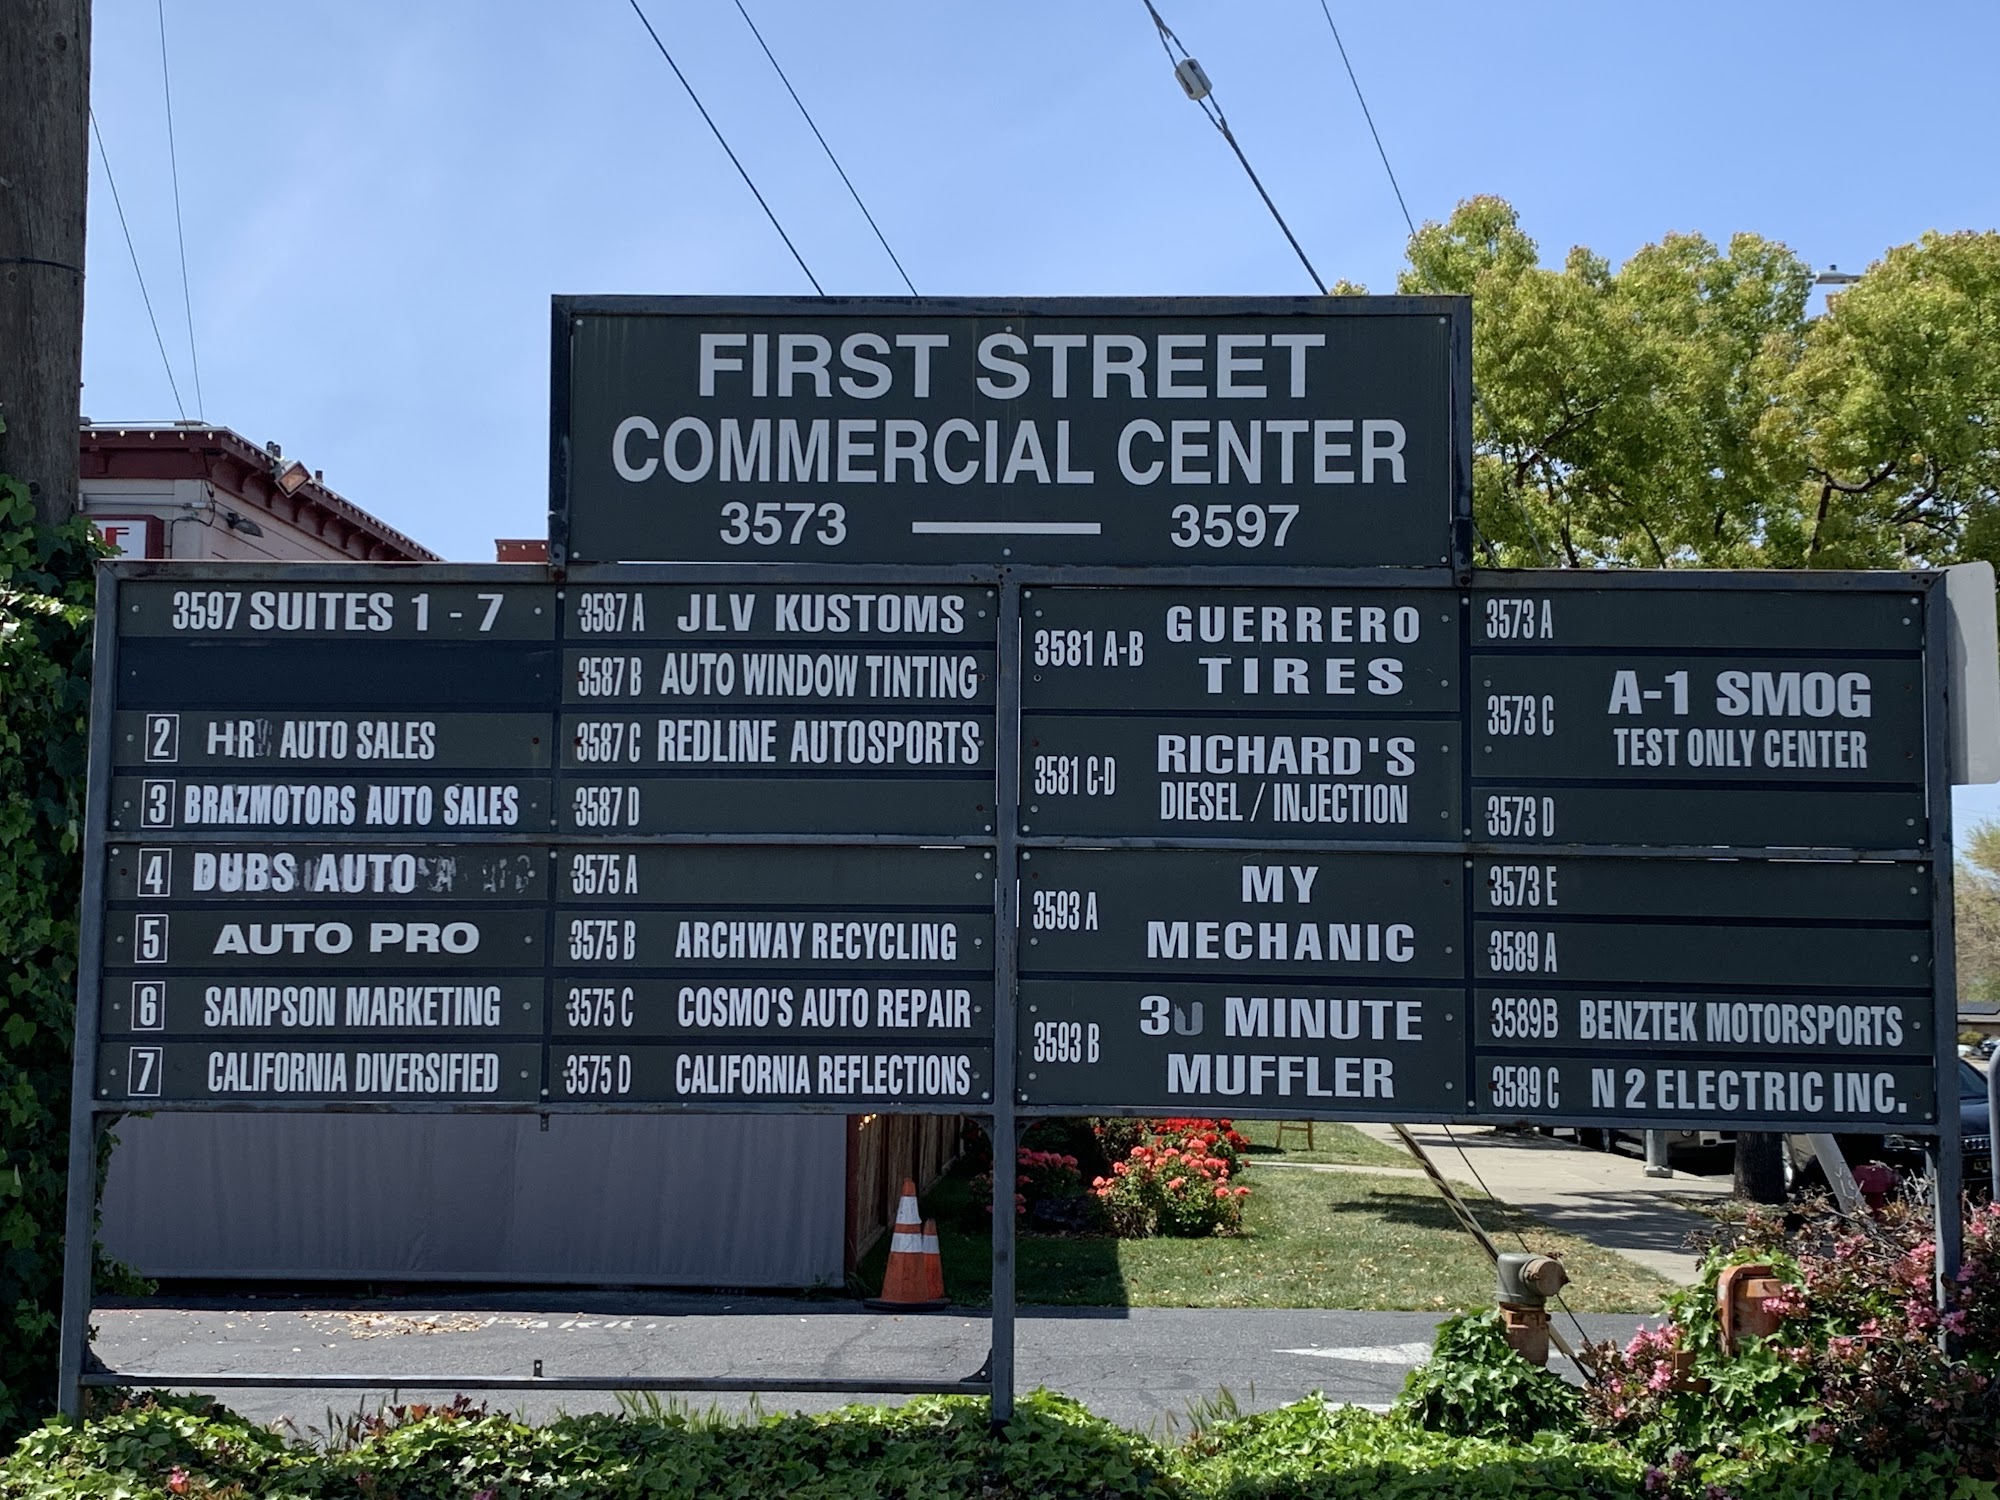 FIRST STREET
COMMERCIAL CENTER
3573 — 3597
3597 SUITES 1 - 7
2 HR AUTO SALES
3 BRAZMOTORS AUTO SALES
4 DUBS AUTO
5 AUTO PRO
6 SAMPSON MARKETING
7 CALIFORNIA DIVERSIFIED
3587 A JLV KUSTOMS
3587 B AUTO WINDOW TINTING
3587 C REDLINE AUTOSPORTS
3587 D
3575 A
3575 B ARCHWAY RECYCLING
3575 C COSMO'S AUTO REPAIR
3575 D CALIFORNIA REFLECTIONS
3581 A-B GUERRERO
TIRES
3581 C-D RICHARD'S
DIESEL / INJECTION
3593 A MY
MECHANIC
3593 B 30 MINUTE
MUFFLER
3573 A
3573 C A-1 SMOG
TEST ONLY CENTER
3573 D
3573 E
3589 A
3589B BENZTEK MOTORSPORTS
3589 C N 2 ELECTRIC INC.